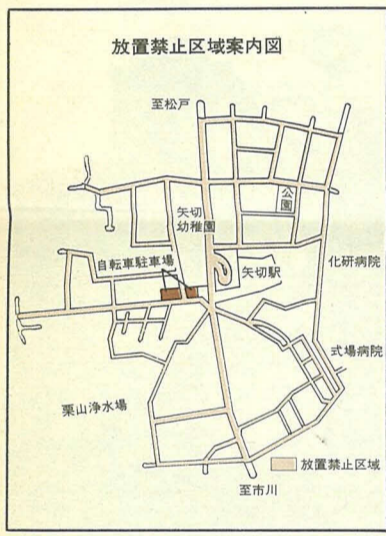 放置禁止区域案内図
至松戸
公園
矢切
幼稚園
自転車駐車場
矢切駅
化研病院
式場病院
栗山浄水場
放置禁止区域
至市川